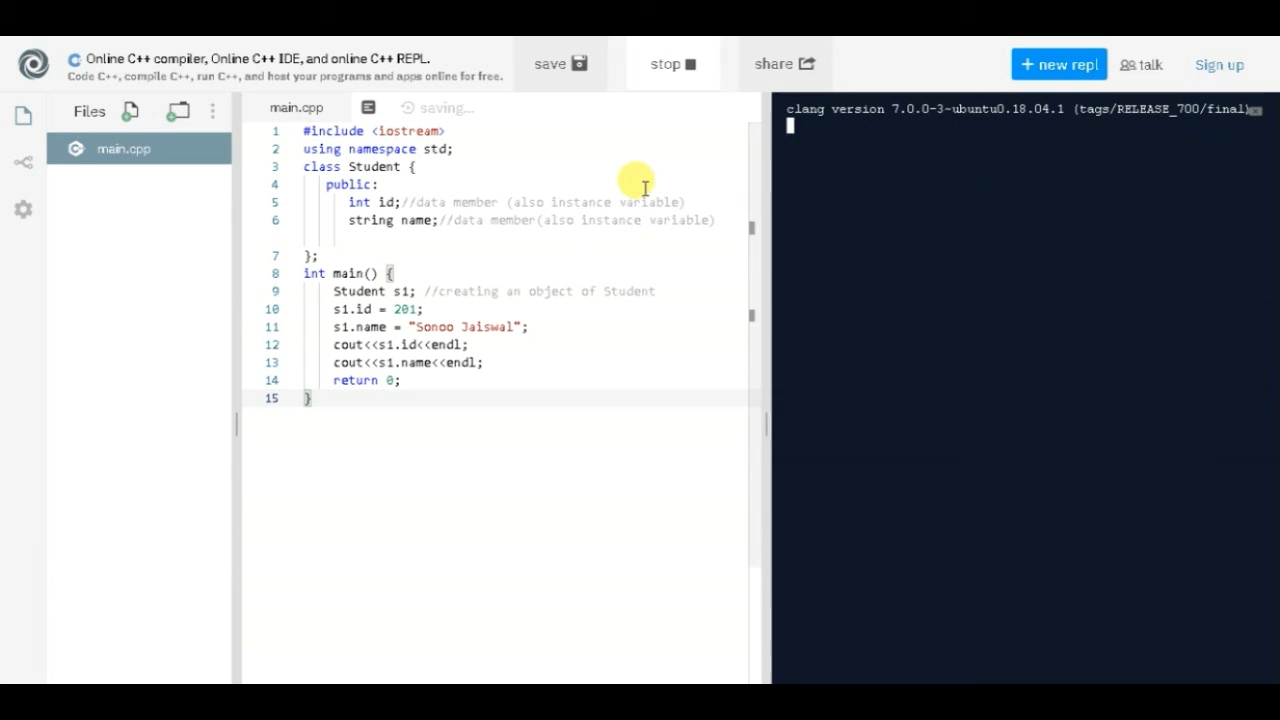 Online C++ compiler, Online C++ IDE, and online C++ REPL.
Code C++, compile C++, run C++, and host your programs and apps online for free.
save
stop
share
+ new repl
talk
Sign up
Files
main.cpp
main.cpp
saving...
1 #include <iostream>
2 using namespace std;
3 class Student {
4 public:
5 int id;//data member (also instance variable)
6 string name;//data member(also instance variable)
7 };
8 int main() {
9 Student s1; //creating an object of Student
10 s1.id = 201;
11 s1.name = "Sonoo Jaiswal";
12 cout<<s1.id<<endl;
13 cout<<s1.name<<endl;
14 return 0;
15 }
clang version 7.0.0-3~ubuntu0.18.04.1 (tags/RELEASE_700/final)